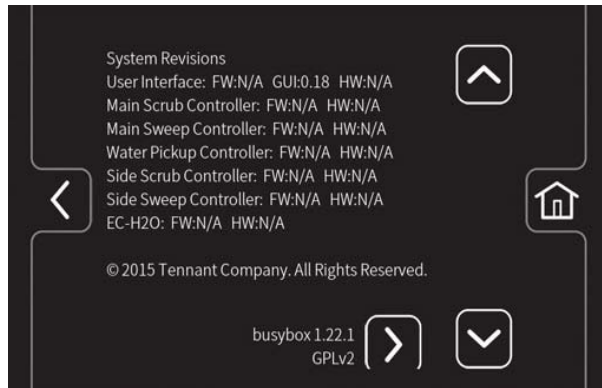 System Revisions
User Interface: FW:N/A GUI:0.18 HW:N/A
Main Scrub Controller: FW:N/A HW:N/A
Main Sweep Controller: FW:N/A HW:N/A
Water Pickup Controller: FW:N/A HW:N/A
Side Scrub Controller: FW:N/A HW:N/A
Side Sweep Controller: FW:N/A HW:N/A
EC-H2O: FW:N/A HW:N/A
© 2015 Tennant Company. All Rights Reserved.
busybox 1.22.1
GPLv2